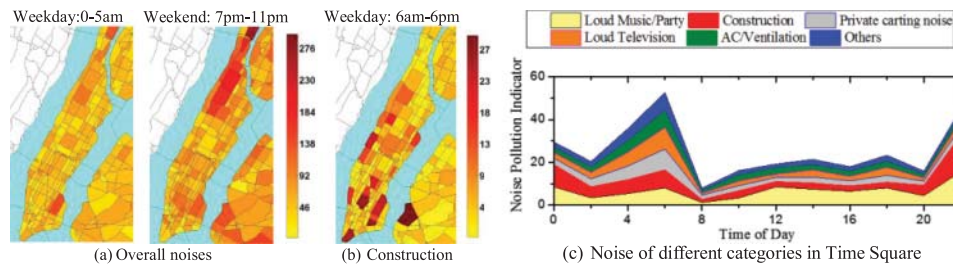 Weekday:0-5am
Weekend: 7pm-11pm
Weekday: 6am-6pm
276
230
184
138
92
46
27
23
18
13
9
4
(a) Overall noises
(b) Construction
Loud Music/Party
Construction
Private carting noise
Loud Television
AC/Ventilation
Others
Noise Pollution Indicator
60
40
20
0
0
4
8
12
16
20
Time of Day
(c) Noise of different categories in Time Square